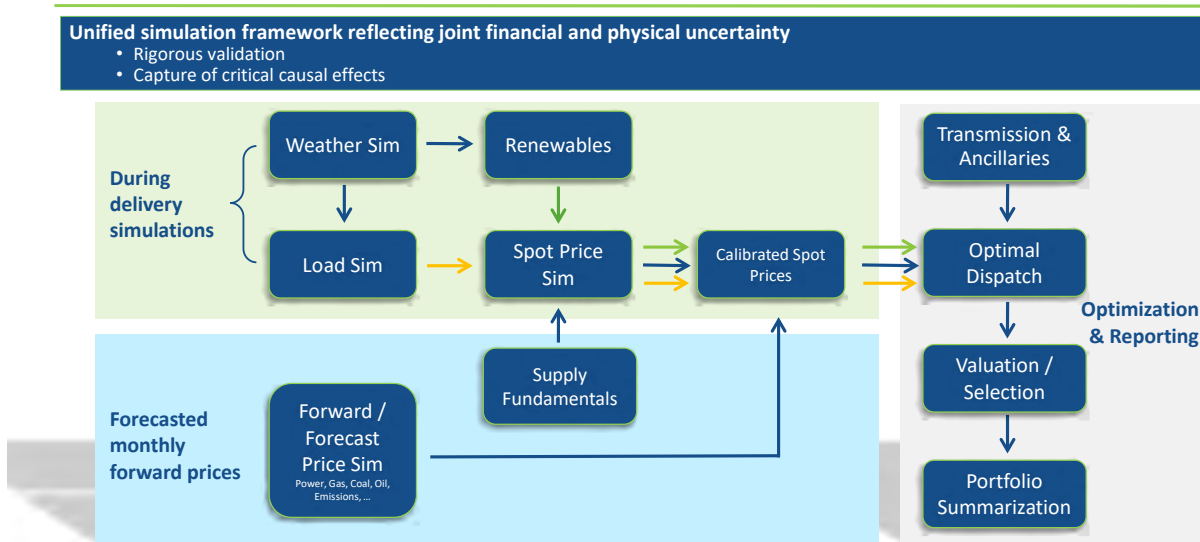 Unified simulation framework reflecting joint financial and physical uncertainty
• Rigorous validation
• Capture of critical causal effects
During
delivery
simulations
Weather Sim
Renewables
Load Sim
Spot Price
Sim
Calibrated Spot
Prices
Forecasted
monthly
forward prices
Forward /
Forecast
Price Sim
Power, Gas, Coal, Oil,
Emissions, ...
Supply
Fundamentals
Transmission &
Ancillaries
Optimal
Dispatch
Optimization
& Reporting
Valuation /
Selection
Portfolio
Summarization